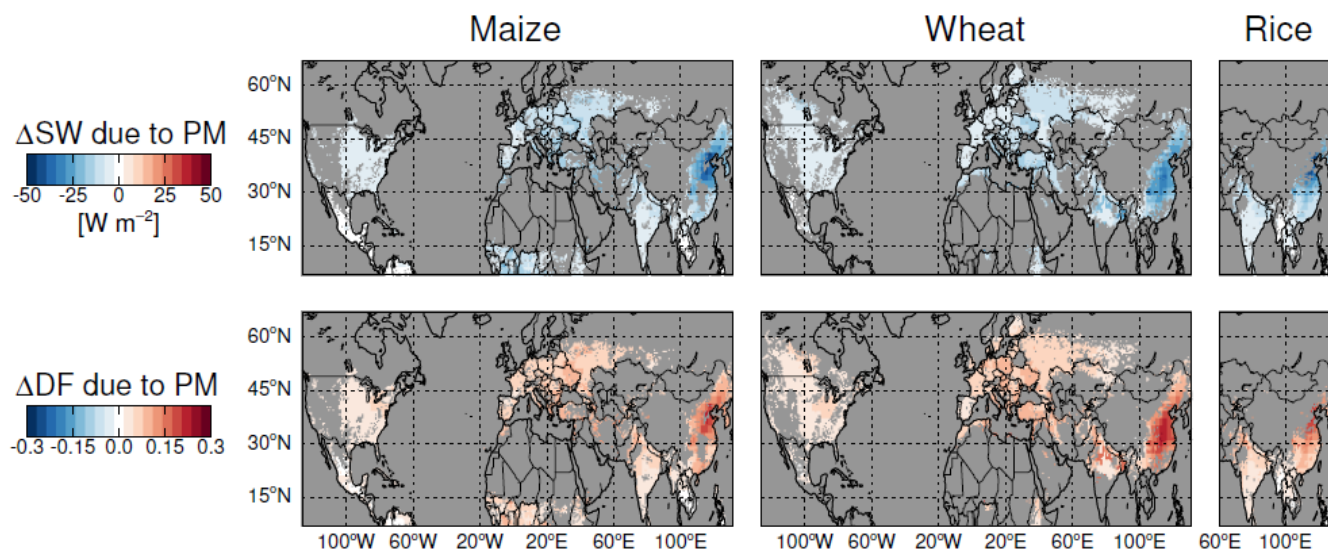 Maize Wheat Rice
60°N
45°N
30°N
15°N
ΔSW due to PM
-50 -25 0 25 50
[W m⁻²]
60°N
45°N
30°N
15°N
ΔDF due to PM
-0.3 -0.15 0.0 0.15 0.3
100°W 60°W 20°W 20°E 60°E 100°E 100°W 60°W 20°W 20°E 60°E 100°E 60°E 100°E